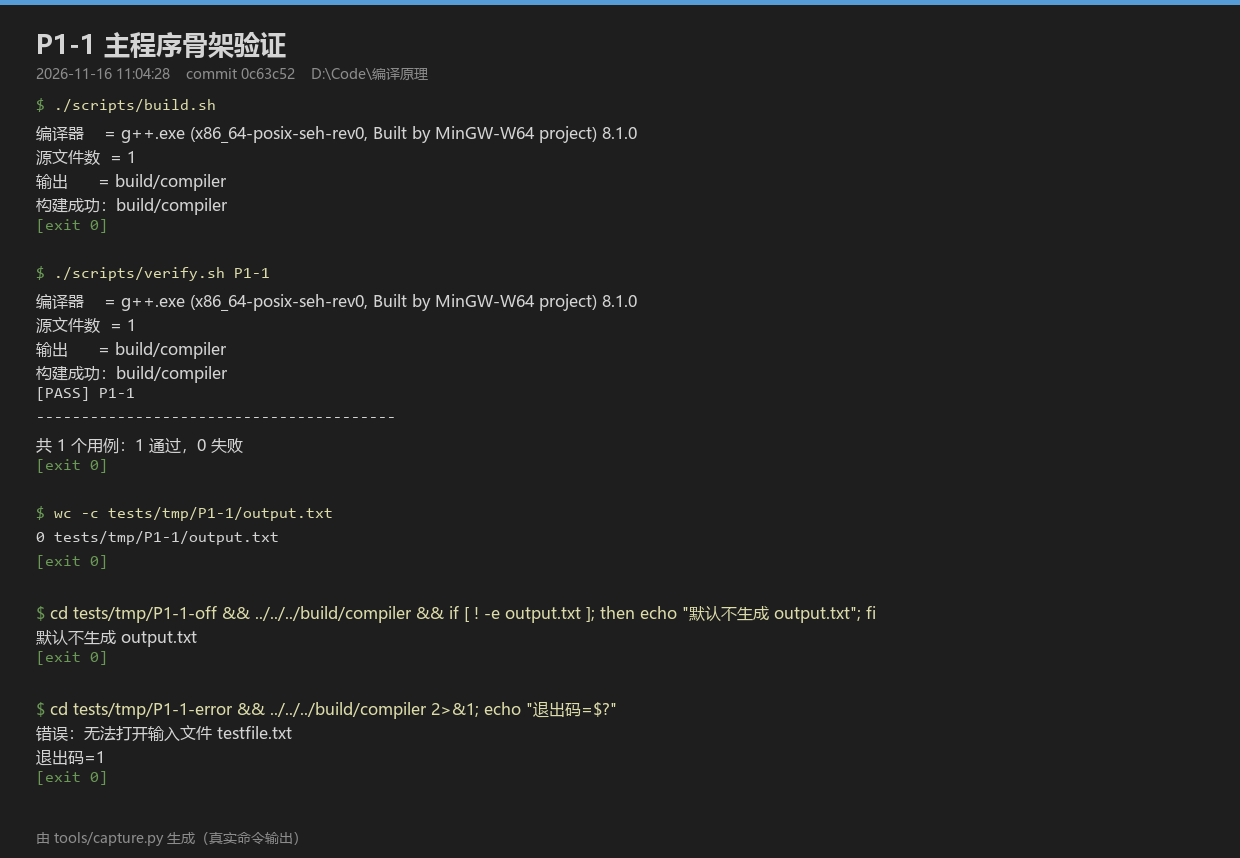 P1-1 主程序骨架验证
2026-11-16 11:04:28 commit 0c63c52 D:\Code\编译原理
$ ./scripts/build.sh
编译器 = g++.exe (x86_64-posix-seh-rev0, Built by MinGW-W64 project) 8.1.0
源文件数 = 1
输出 = build/compiler
构建成功：build/compiler
[exit 0]
$ ./scripts/verify.sh P1-1
编译器 = g++.exe (x86_64-posix-seh-rev0, Built by MinGW-W64 project) 8.1.0
源文件数 = 1
输出 = build/compiler
构建成功：build/compiler
[PASS] P1-1
----------------------------------------
共 1 个用例：1 通过，0 失败
[exit 0]
$ wc -c tests/tmp/P1-1/output.txt
0 tests/tmp/P1-1/output.txt
[exit 0]
$ cd tests/tmp/P1-1-off && ../../../build/compiler && if [ ! -e output.txt ]; then echo "默认不生成 output.txt"; fi
默认不生成 output.txt
[exit 0]
$ cd tests/tmp/P1-1-error && ../../../build/compiler 2>&1; echo "退出码=$?"
错误：无法打开输入文件 testfile.txt
退出码=1
[exit 0]
由 tools/capture.py 生成（真实命令输出）